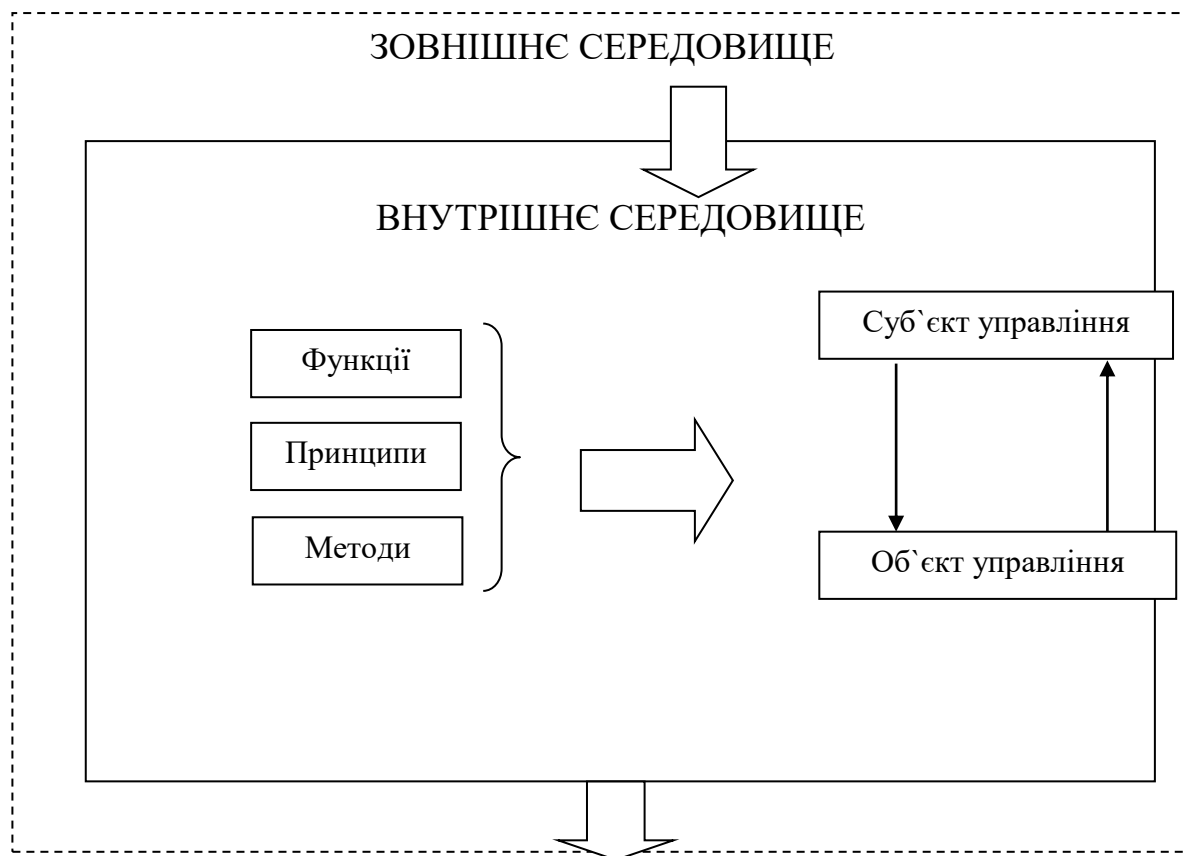 ЗОВНІШНЄ СЕРЕДОВИЩЕ
ВНУТРІШНЄ СЕРЕДОВИЩЕ
Функції
Принципи
Методи
Суб`єкт управління
Об`єкт управління